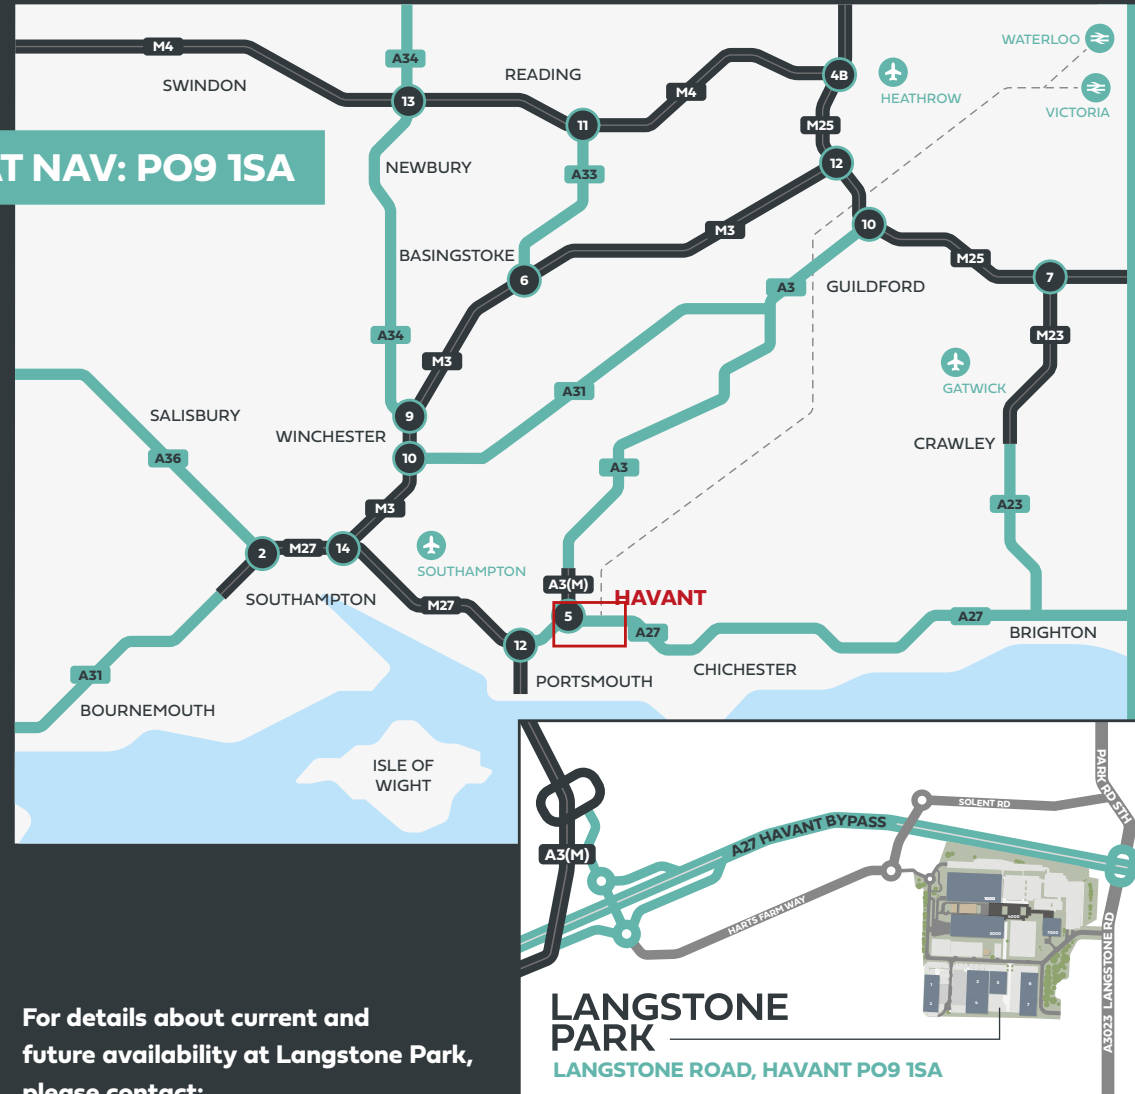 WATERLOO
M4
A34
READING
4B
SWINDON
HEATHROW
M4
13
VICTORIA
11
M25
AT NAV: PO9 1SA
NEWBURY
A33
12
M3
10
BASINGSTOKE
M25
6
A3
GUILDFORD
7
A34
M23
M3
A31
GATWICK
SALISBURY
9
WINCHESTER
CRAWLEY
A36
10
A3
A23
M3
2
M27
14
SOUTHAMPTON
A3(M)
SOUTHAMPTON
M27
HAVANT
5
A27
A27
BRIGHTON
12
CHICHESTER
A31
PORTSMOUTH
BOURNEMOUTH
ISLE OF
WIGHT
PARK RD STH
SOLENT RD
A27 HAVANT BYPASS
A3(M)
HARTS FARM WAY
A3023 LANGSTONE RD
LANGSTONE
PARK
LANGSTONE ROAD, HAVANT PO9 1SA
For details about current and
future availability at Langstone Park,
please contact: